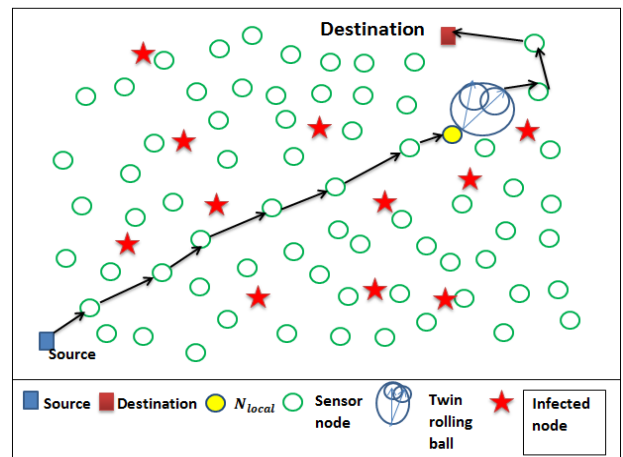 Destination
Source
Source Destination N_local Sensor node Twin rolling ball Infected node